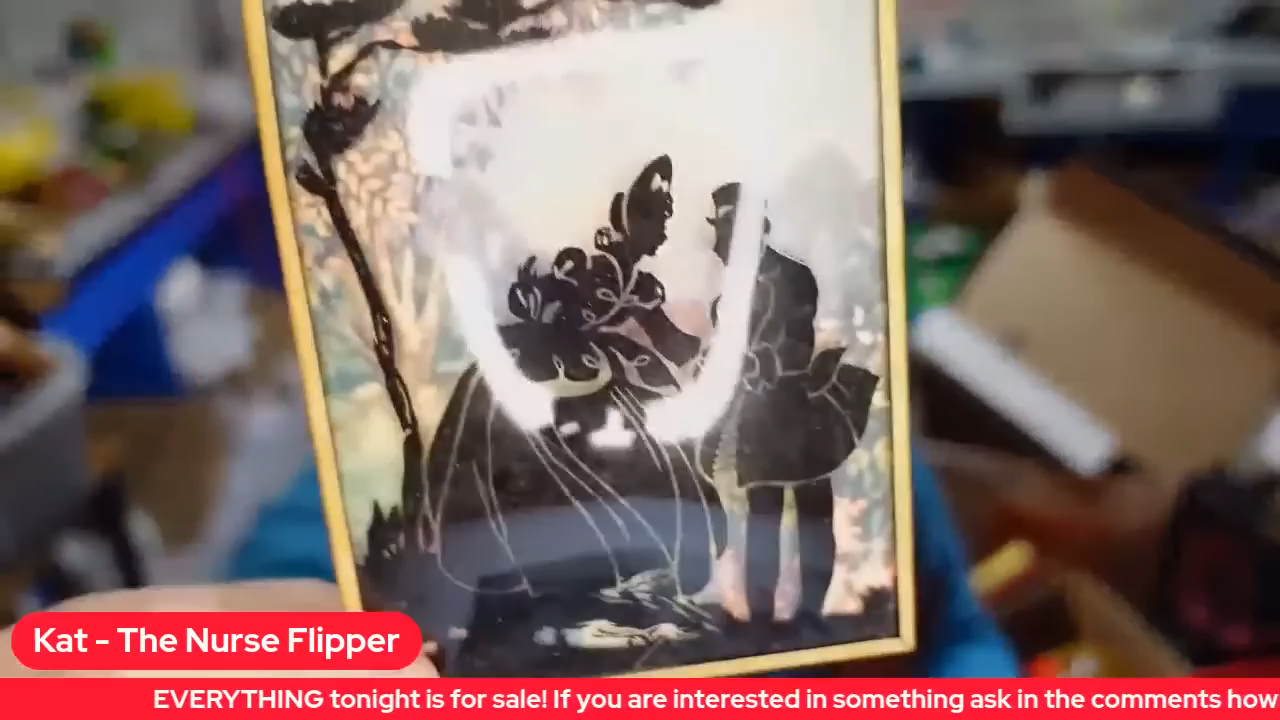 Kat - The Nurse Flipper
EVERYTHING tonight is for sale! If you are interested in something ask in the comments how